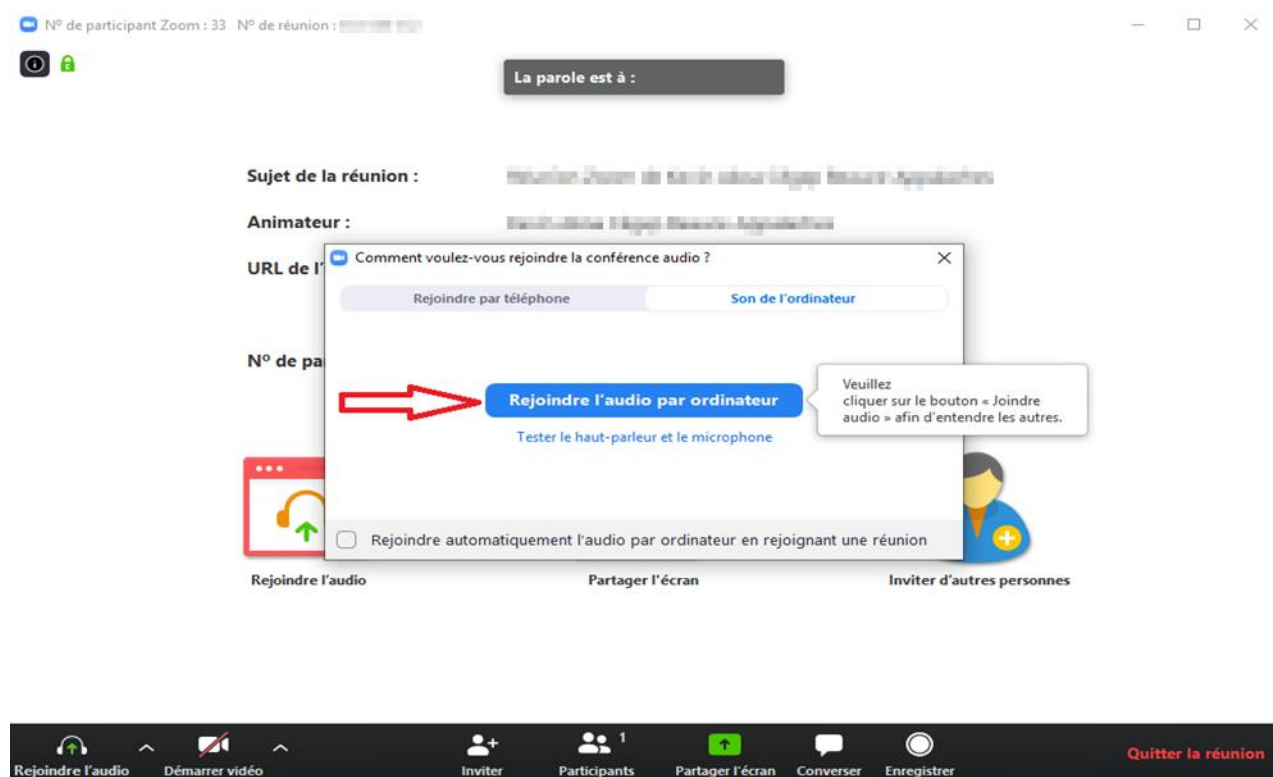 Nº de participant Zoom : 33 Nº de réunion :
La parole est à :
Sujet de la réunion :
Animateur :
URL de l'
Comment voulez-vous rejoindre la conférence audio ?
Rejoindre par téléphone
Son de l'ordinateur
Nº de pa
Rejoindre l'audio par ordinateur
Veuillez
cliquer sur le bouton « Joindre
audio » afin d'entendre les autres.
Tester le haut-parleur et le microphone
Rejoindre automatiquement l'audio par ordinateur en rejoignant une réunion
Rejoindre l'audio
Partager l'écran
Inviter d'autres personnes
1
Rejoindre l'audio
Démarrer vidéo
Inviter
Participants
Partager l'écran
Converser
Enregistrer
Quitter la réunion